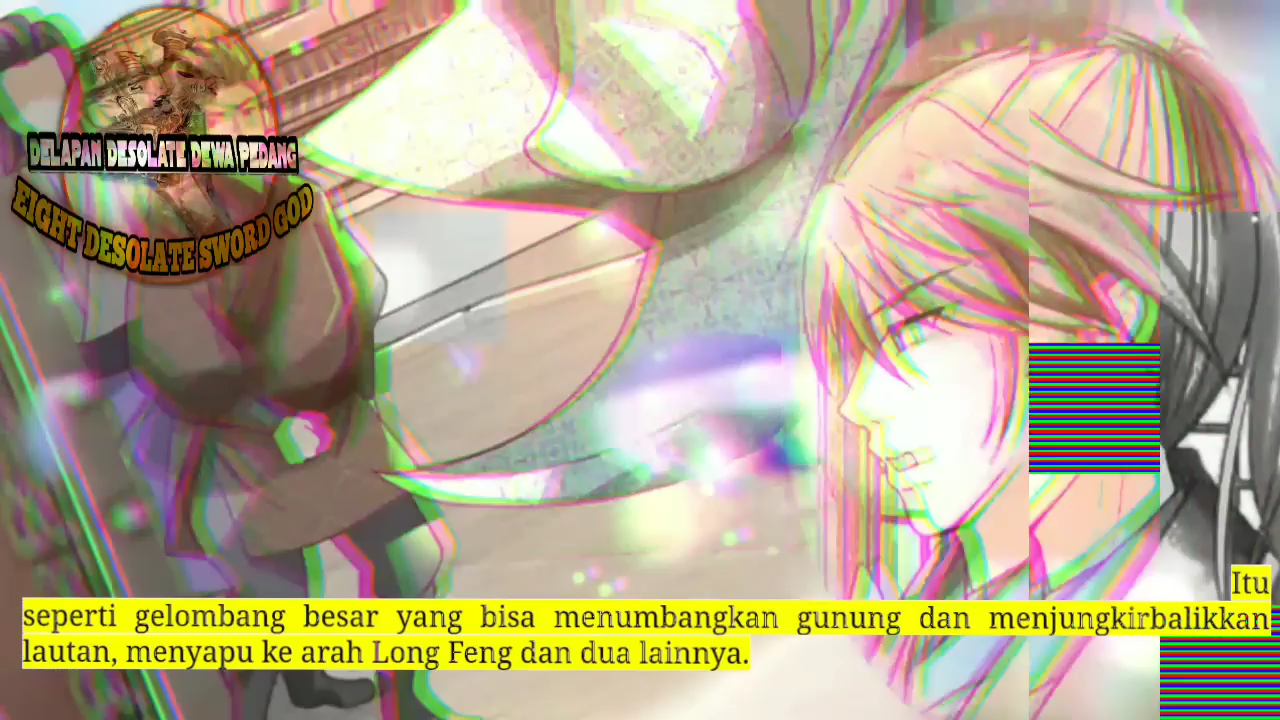 DELAPAN DESOLATE DEWA PEDANG
EIGHT DESOLATE SWORD GOD
Itu
seperti gelombang besar yang bisa menumbangkan gunung dan menjungkirbalikkan
lautan, menyapu ke arah Long Feng dan dua lainnya.